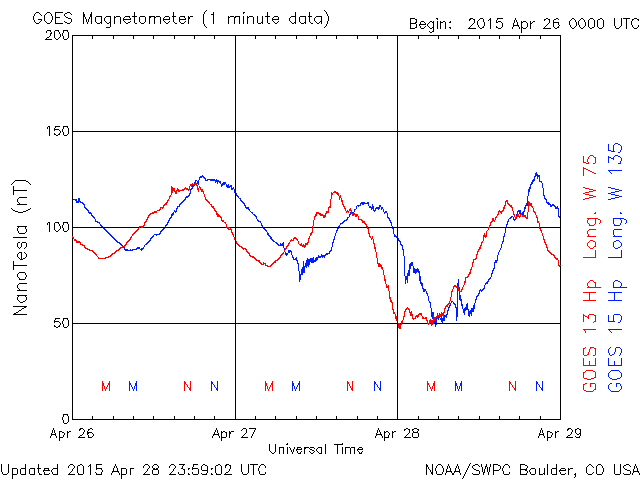 GOES Magnetometer (1 minute data)
Begin: 2015 Apr 26 0000 UTC
200
150
100
50
0
NanoTesla (nT)
M M N N M M N N M M N N
Apr 26 Apr 27 Apr 28 Apr 29
Universal Time
GOES 13 Hp Long. W 75
GOES 15 Hp Long. W 135
Updated 2015 Apr 28 23:59:02 UTC
NOAA/SWPC Boulder, CO USA